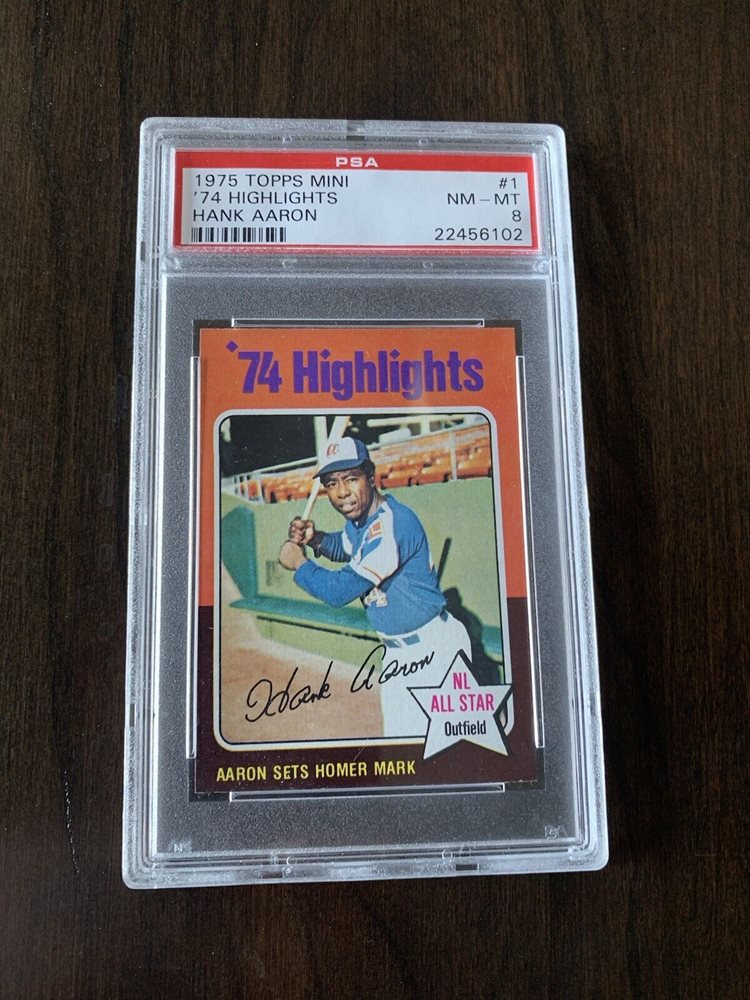 PSA
1975 TOPPS MINI #1
'74 HIGHLIGHTS NM - MT
HANK AARON 8
22456102
'74 Highlights
a
Hank Aaron
NL
ALL STAR
Outfield
AARON SETS HOMER MARK